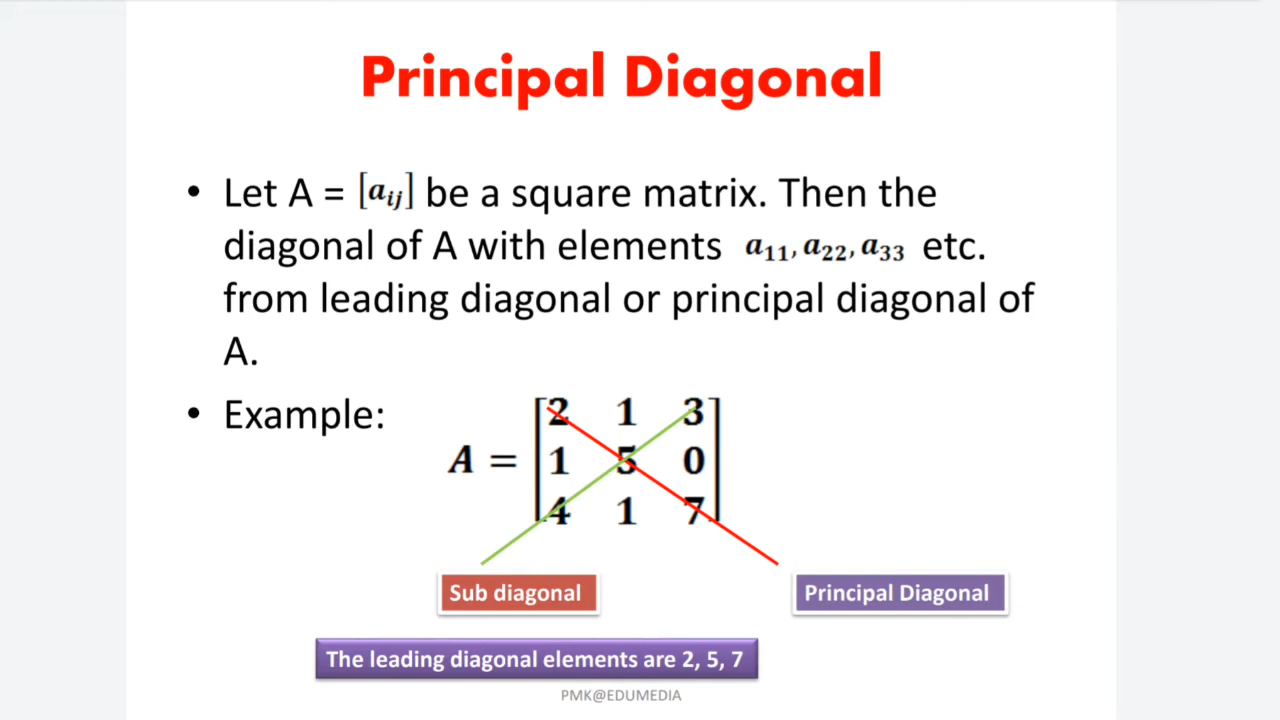 Principal Diagonal
• Let A = [aᵢⱼ] be a square matrix. Then the
diagonal of A with elements a₁₁, a₂₂, a₃₃ etc.
from leading diagonal or principal diagonal of
A.
• Example:
2 1 3
A = 1 5 0
4 1 7
Sub diagonal
Principal Diagonal
The leading diagonal elements are 2, 5, 7
PMK@EDUMEDIA